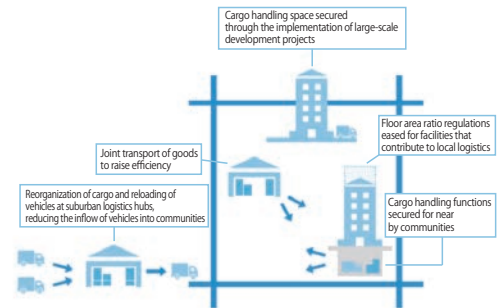 Cargo handling space secured
through the implementation of large-scale
development projects
Floor area ratio regulations
eased for facilities that
contribute to local logistics
Joint transport of goods
to raise efficiency
Reorganization of cargo and reloading of
vehicles at suburban logistics hubs,
reducing the inflow of vehicles into communities
Cargo handling functions
secured for near
by communities